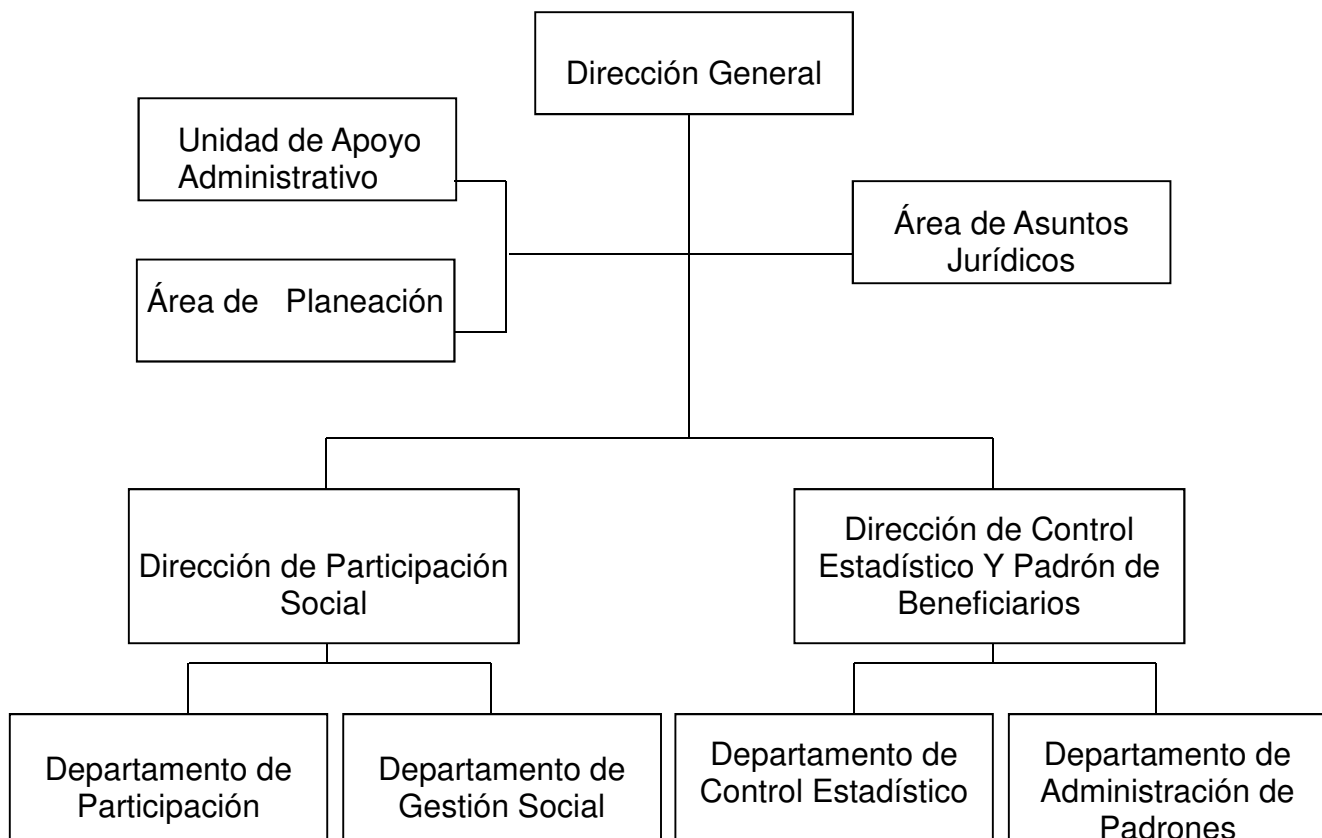 Dirección General
Unidad de Apoyo
Administrativo
Área de Asuntos
Jurídicos
Área de Planeación
Dirección de Participación
Social
Dirección de Control
Estadístico Y Padrón de
Beneficiarios
Departamento de
Participación
Departamento de
Gestión Social
Departamento de
Control Estadístico
Departamento de
Administración de
Padrones